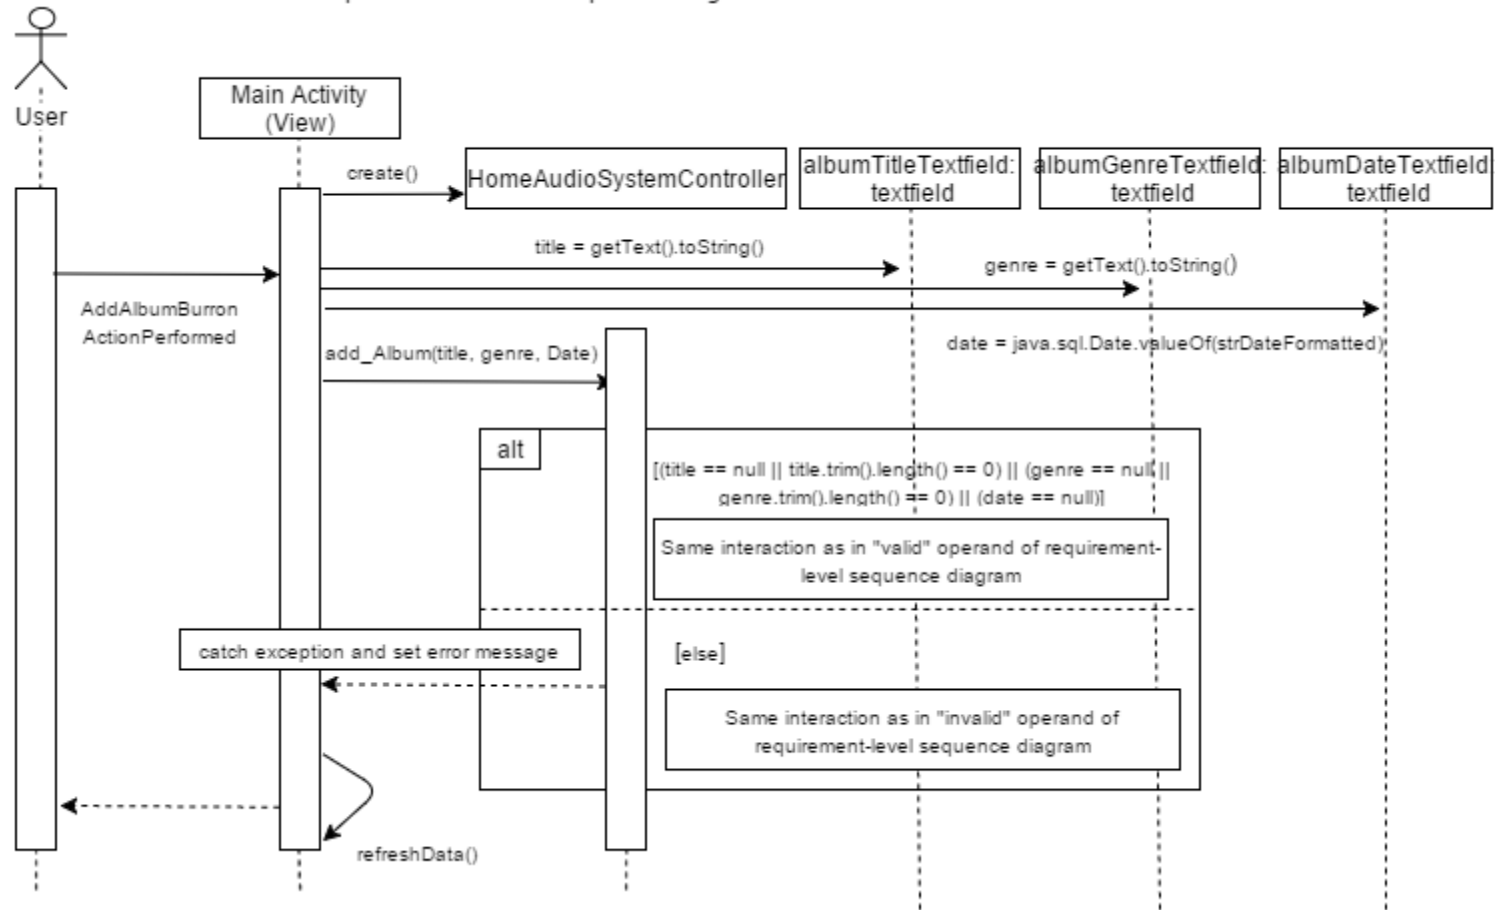 User
Main Activity
(View)
create()
HomeAudioSystemController
albumTitleTextfield:
textfield
albumGenreTextfield:
textfield
albumDateTextfield:
textfield
title = getText().toString()
genre = getText().toString()
AddAlbumBurron
ActionPerformed
date = java.sql.Date.valueOf(strDateFormatted)
add_Album(title, genre, Date)
alt
[(title == null || title.trim().length() == 0) || (genre == null ||
genre.trim().length() == 0) || (date == null)]
Same interaction as in "valid" operand of requirement-
level sequence diagram
catch exception and set error message
[else]
Same interaction as in "invalid" operand of
requirement-level sequence diagram
refreshData()